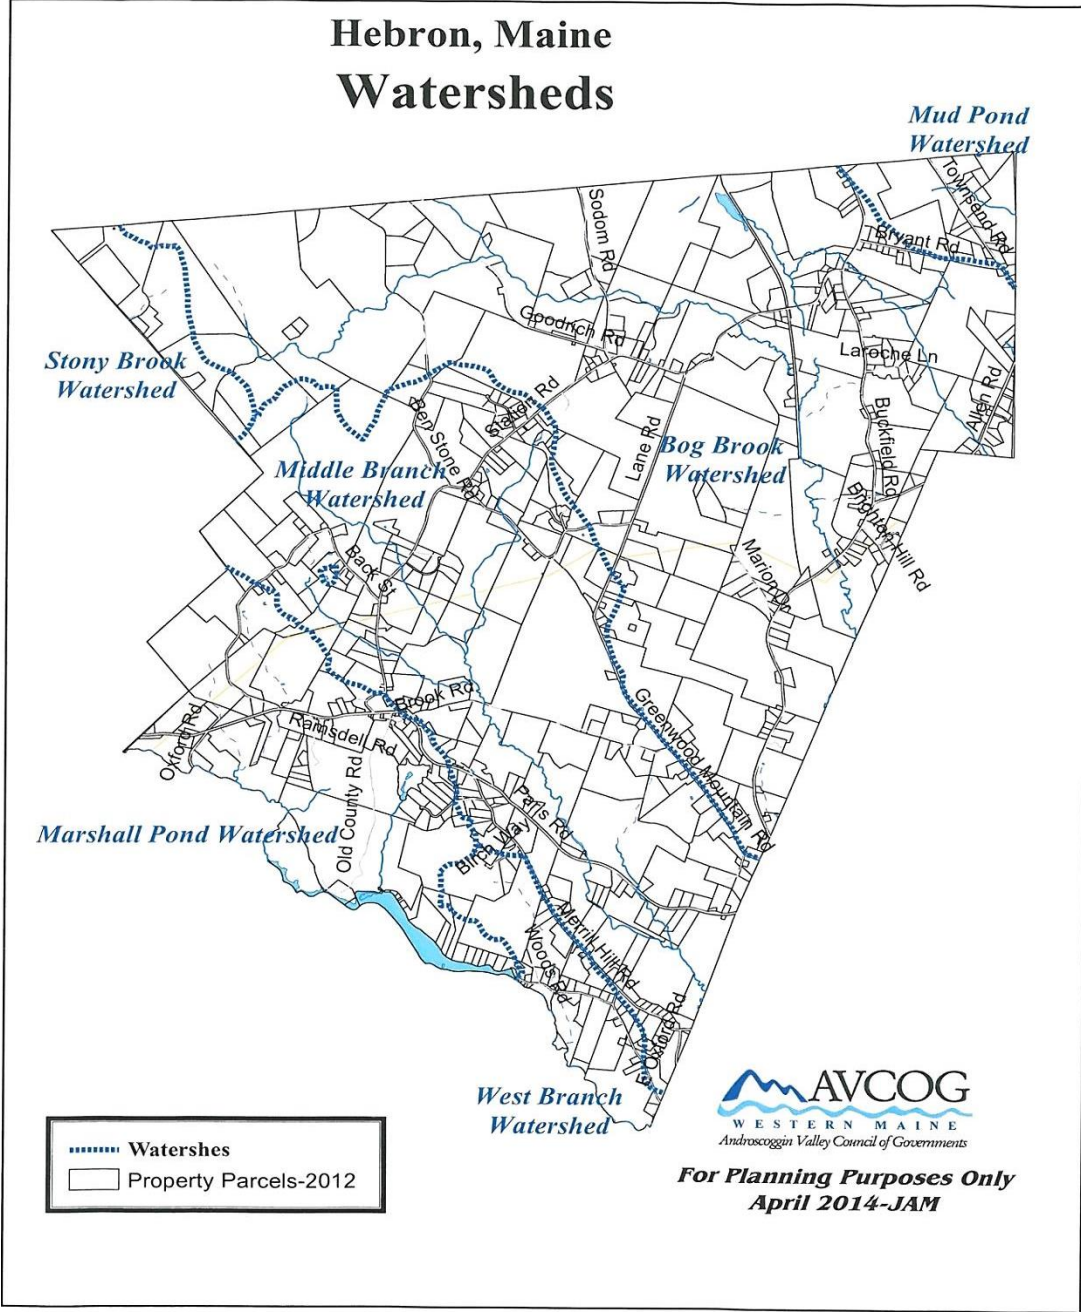 Hebron, Maine
Watersheds
Mud Pond
Watershed
Townsend Rd
Sodom Rd
Bryant Rd
Goodrich Rd
Laroche Ln
Stony Brook
Watershed
Allen Rd
Station Rd
Ben Stone Rd
Buckfield Rd
Lane Rd
Bog Brook
Watershed
Middle Branch
Watershed
Brighton Hill Rd
Marion Dr
Back St
Greenwood Mountain Rd
Brook Rd
Oxford Rd
Ramsdell Rd
Old County Rd
Paris Rd
Marshall Pond Watershed
Birch Way
Merrill Hill Rd
Woods Rd
E Oxford Rd
West Branch
Watershed
AVCOG
WESTERN MAINE
Androscoggin Valley Council of Governments
Watershes
Property Parcels-2012
For Planning Purposes Only
April 2014-JAM